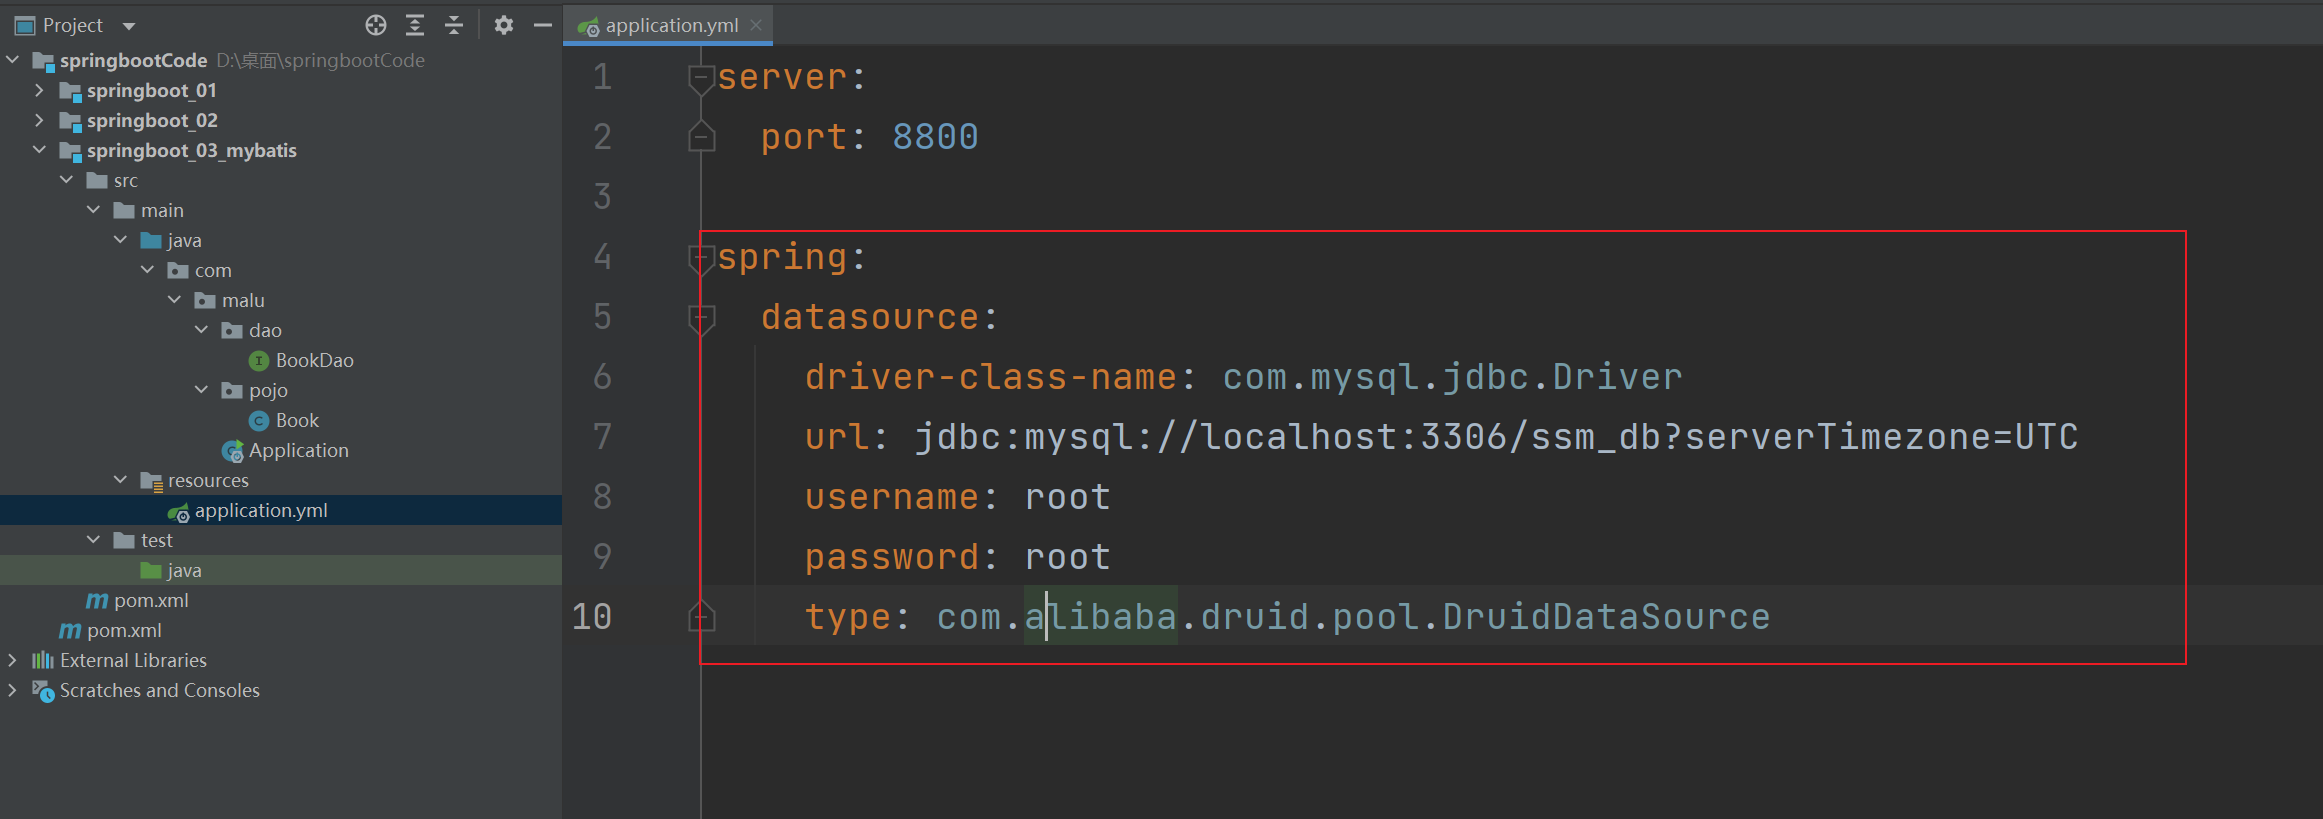 Project
springbootCode D:\桌面\springbootCode
springboot_01
springboot_02
springboot_03_mybatis
src
main
java
com
malu
dao
I BookDao
pojo
C Book
Application
resources
application.yml
test
java
m pom.xml
m pom.xml
External Libraries
Scratches and Consoles
application.yml
1 server:
2 port: 8800
3
4 spring:
5 datasource:
6 driver-class-name: com.mysql.jdbc.Driver
7 url: jdbc:mysql://localhost:3306/ssm_db?serverTimezone=UTC
8 username: root
9 password: root
10 type: com.alibaba.druid.pool.DruidDataSource